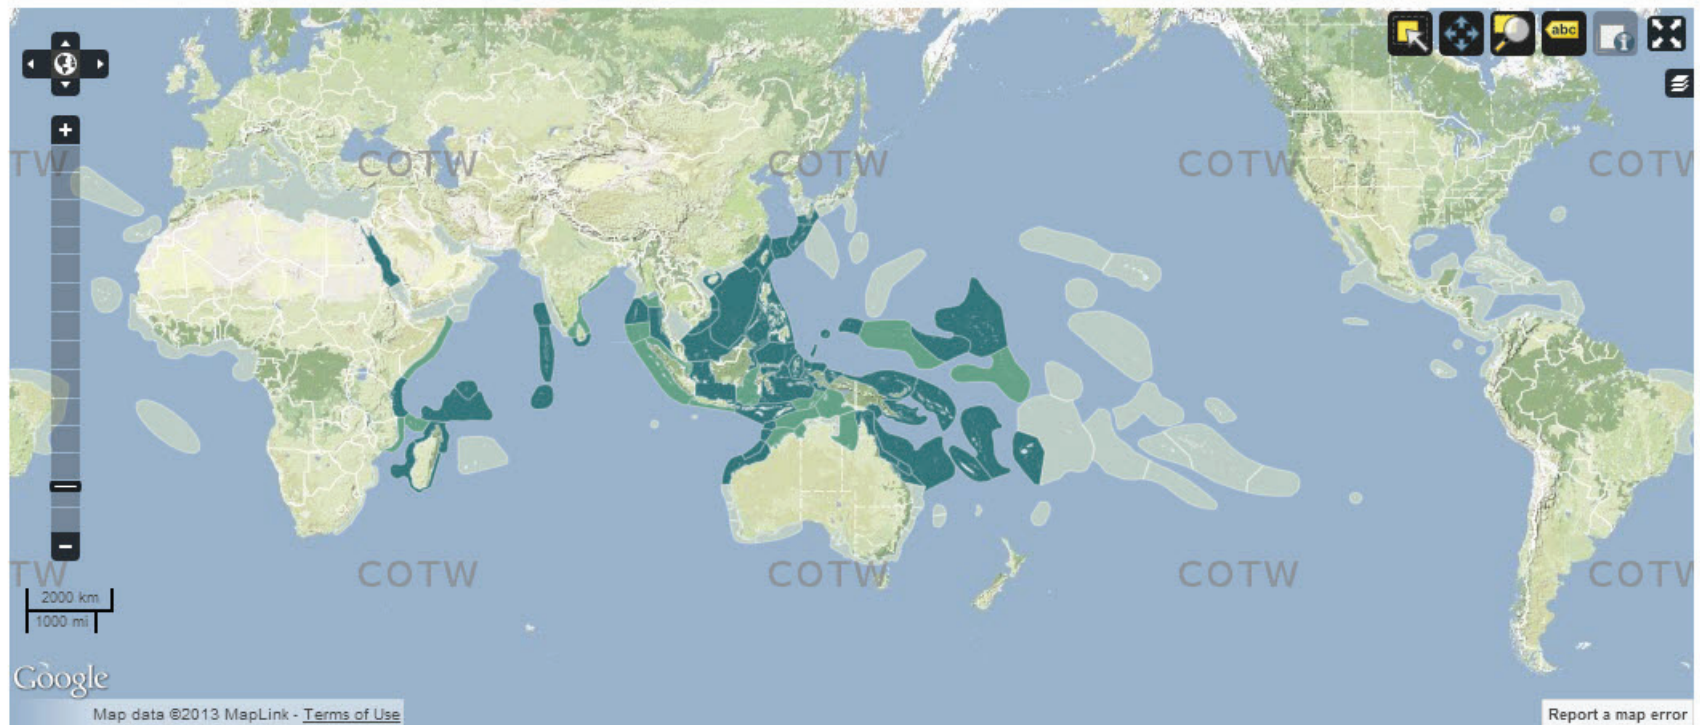 abc
TW COTW COTW COTW COTW
TW COTW COTW COTW COTW
2000 km
1000 mi
Google
Map data ©2013 MapLink - Terms of Use
Report a map error